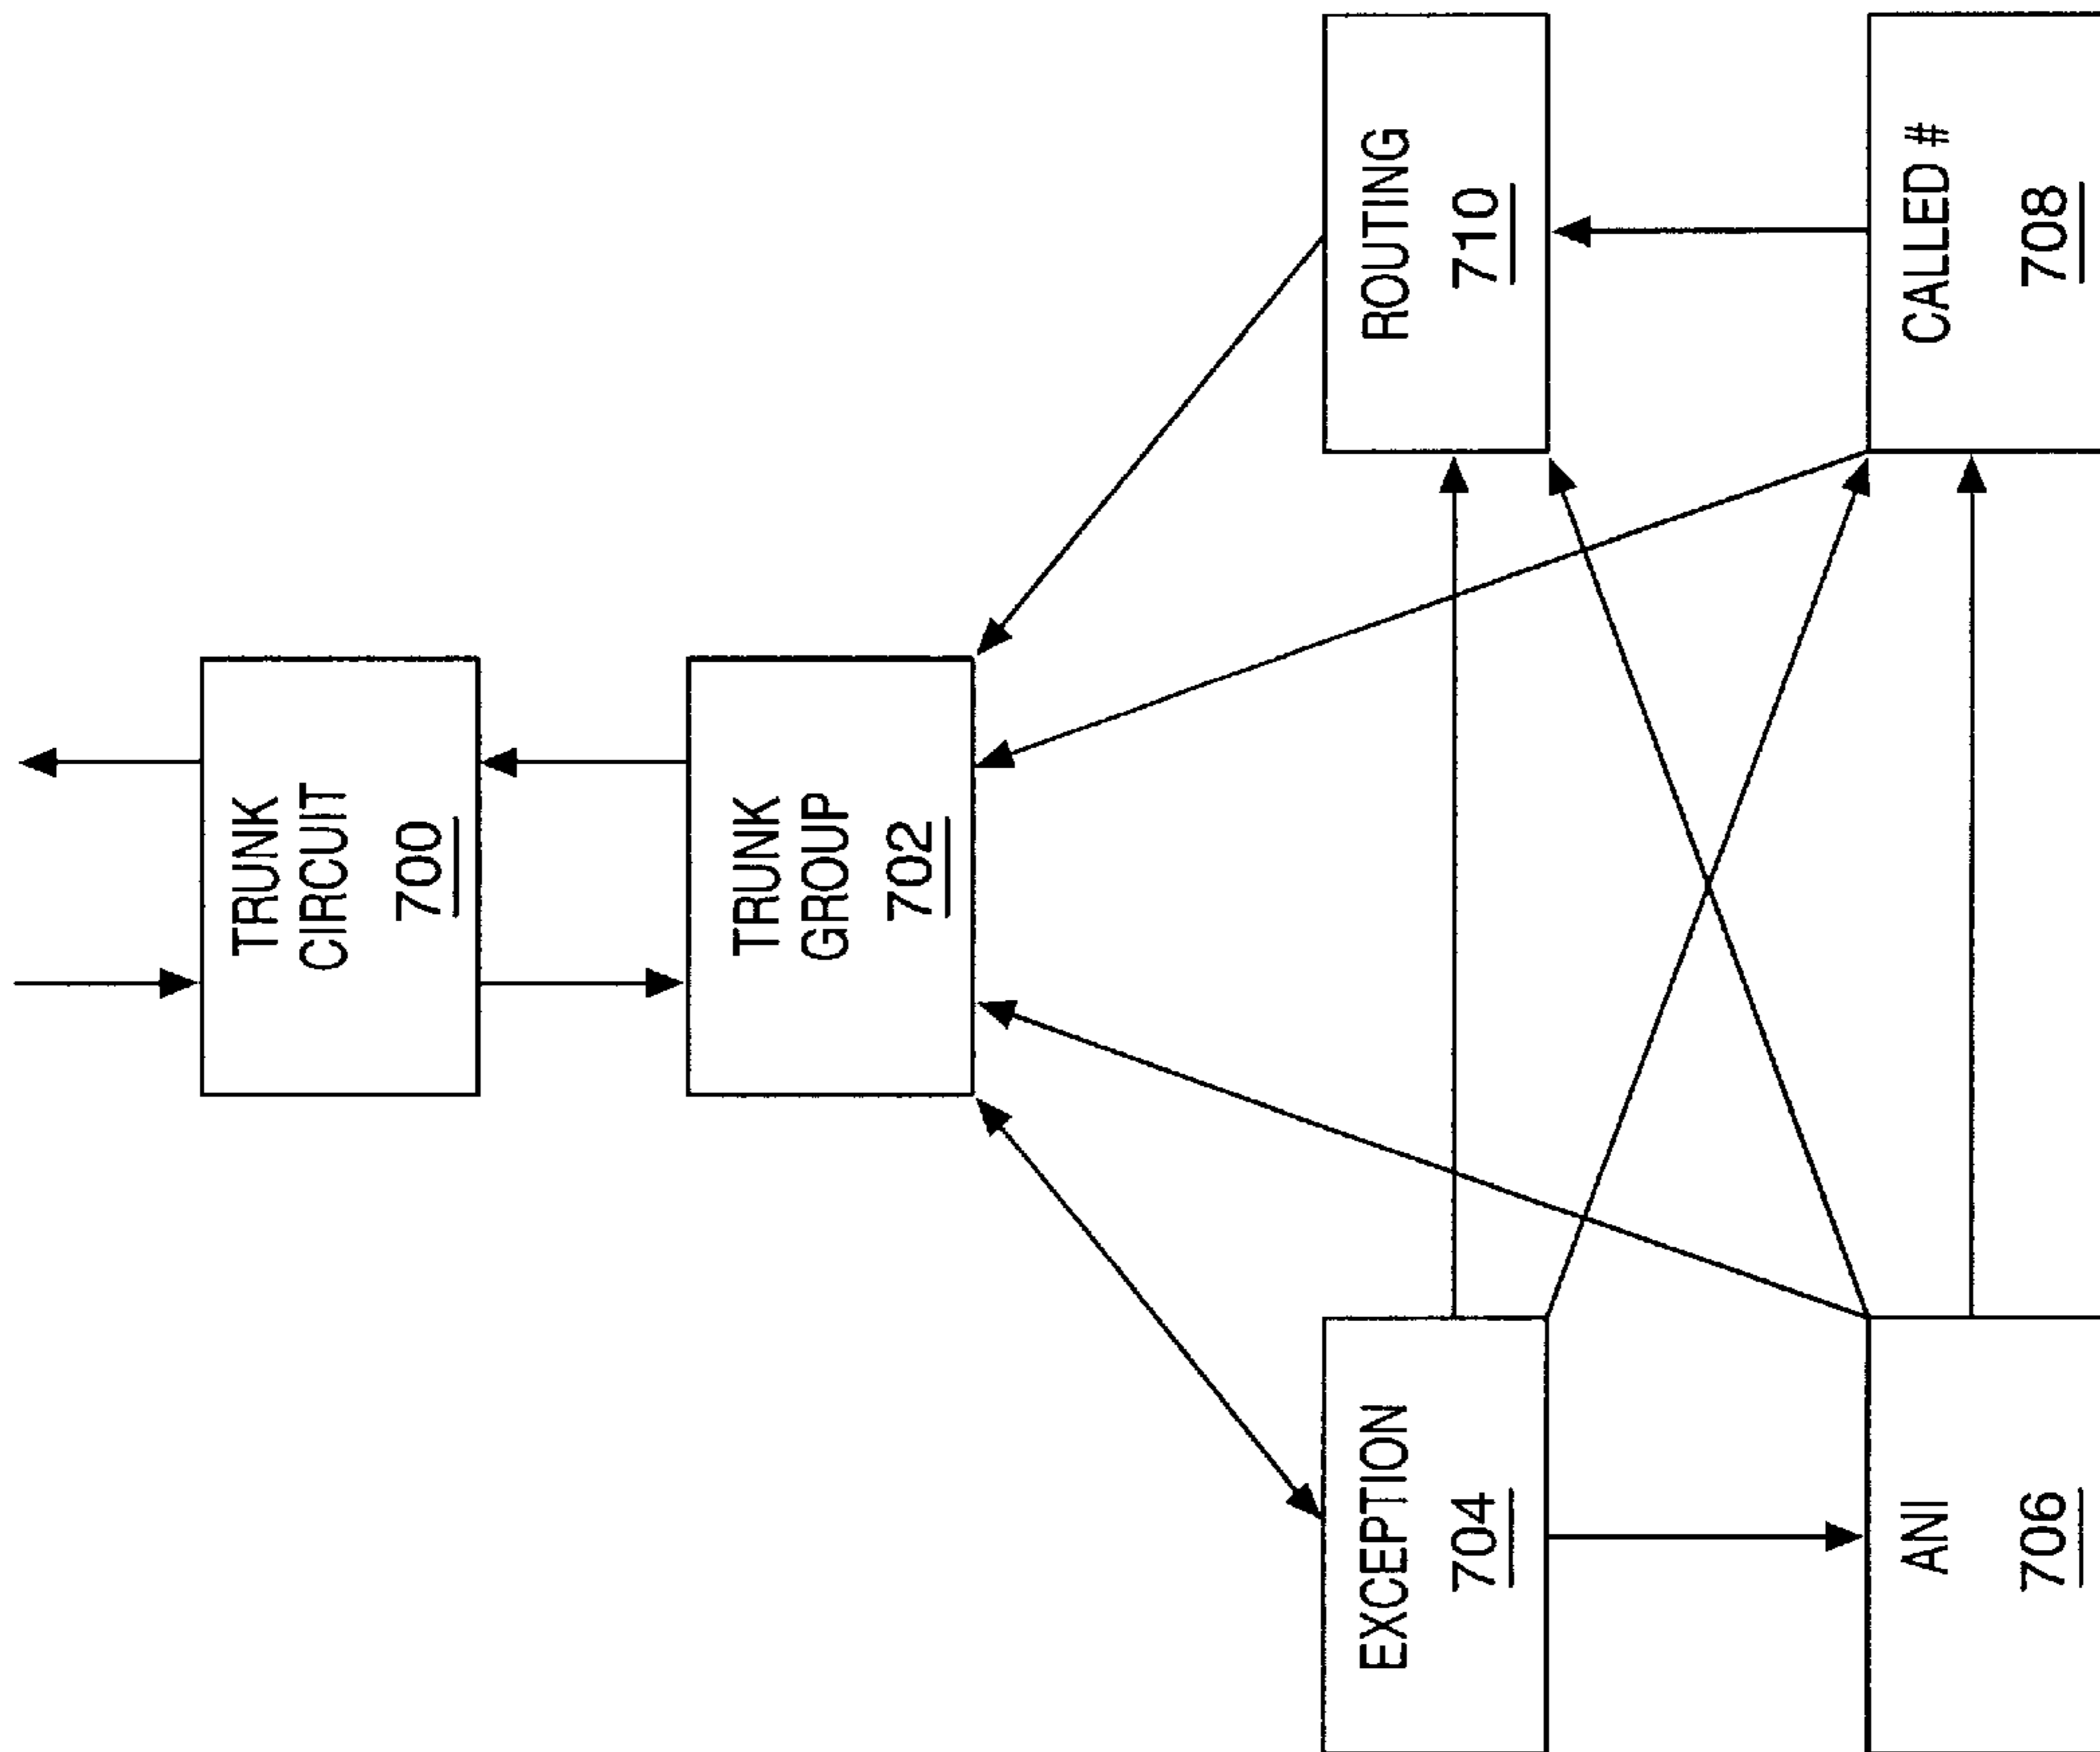 TRUNK
CIRCUIT
700
TRUNK
GROUP
702
EXCEPTION
704
ROUTING
710
ANI
706
CALLED #
708